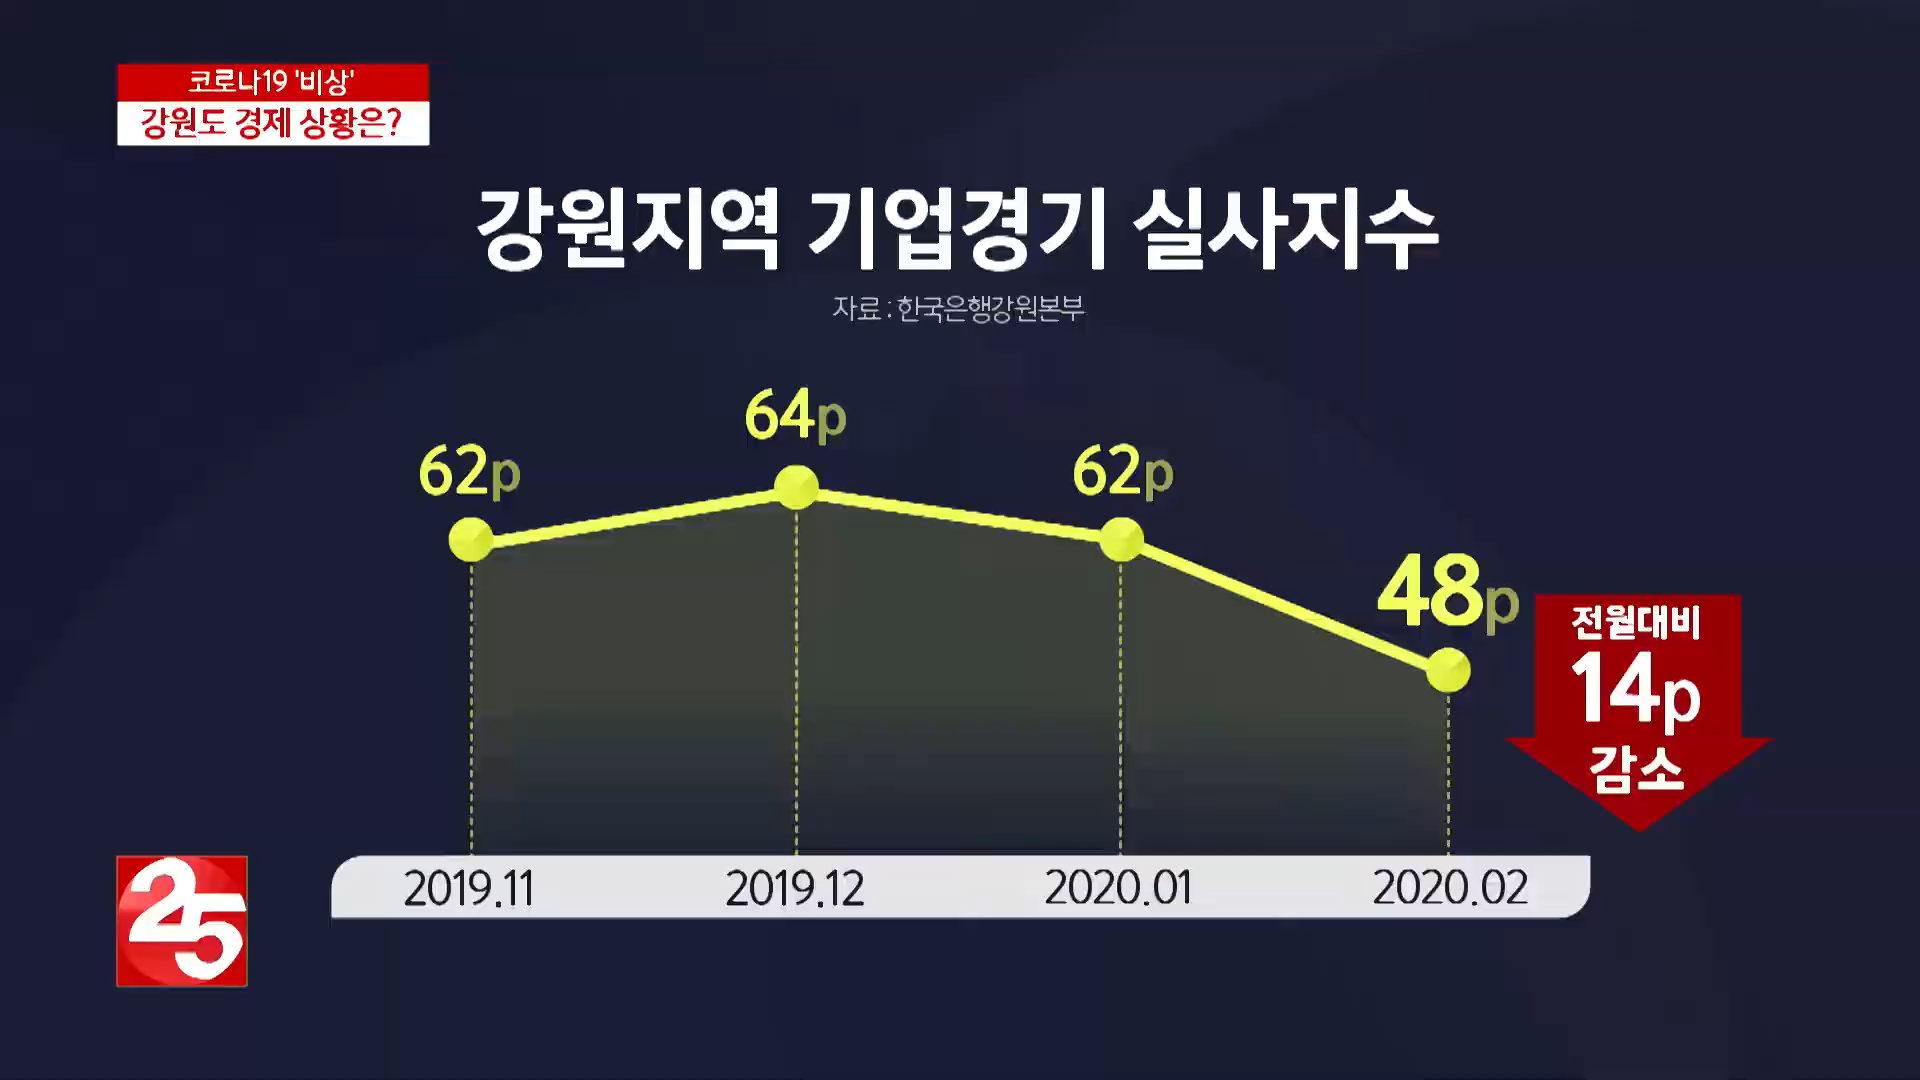 코로나19 '비상'
강원도 경제 상황은?
강원지역 기업경기 실사지수
자료 : 한국은행강원본부
62p
64p
62p
48p
전월대비
14p
감소
2019.11
2019.12
2020.01
2020.02
25